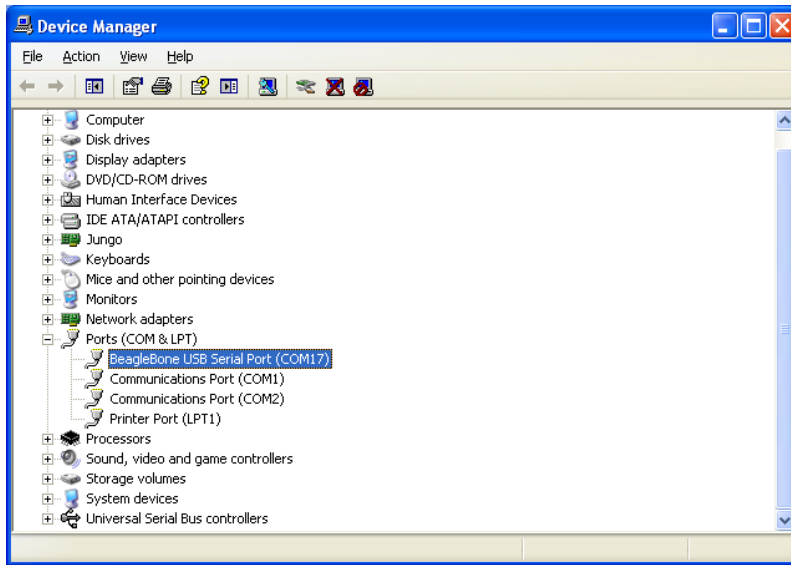 Device Manager
File Action View Help
Computer
Disk drives
Display adapters
DVD/CD-ROM drives
Human Interface Devices
IDE ATA/ATAPI controllers
Jungo
Keyboards
Mice and other pointing devices
Monitors
Network adapters
Ports (COM & LPT)
BeagleBone USB Serial Port (COM17)
Communications Port (COM1)
Communications Port (COM2)
Printer Port (LPT1)
Processors
Sound, video and game controllers
Storage volumes
System devices
Universal Serial Bus controllers